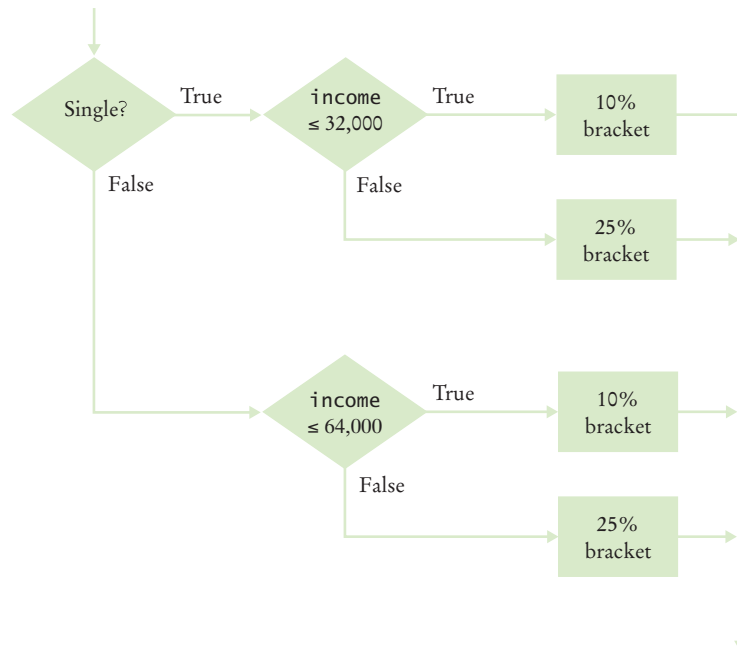 Single?
True
income
≤ 32,000
True
10%
bracket
False
False
25%
bracket
income
≤ 64,000
True
10%
bracket
False
25%
bracket